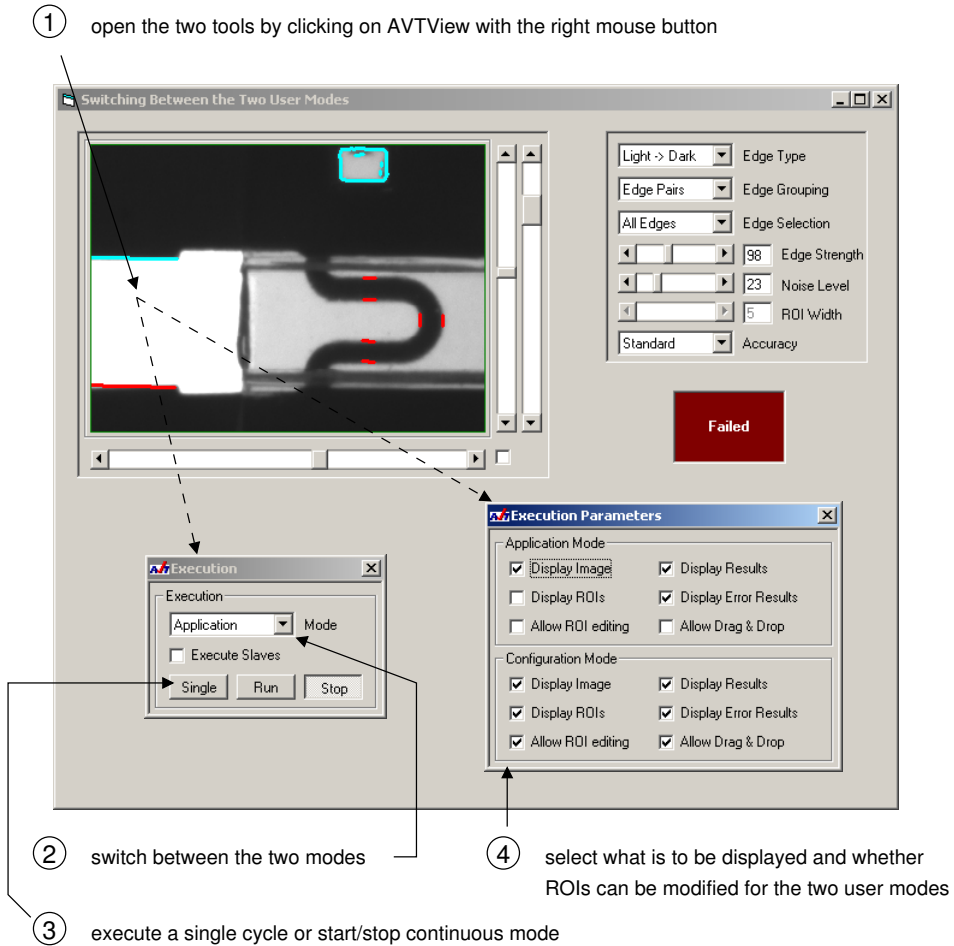 1 open the two tools by clicking on AVTView with the right mouse button
Switching Between the Two User Modes
Light -> Dark Edge Type
Edge Pairs Edge Grouping
All Edges Edge Selection
98 Edge Strength
23 Noise Level
5 ROI Width
Standard Accuracy
Failed
AVT Execution Parameters
Application Mode
Display Image Display Results
Display ROIs Display Error Results
Allow ROI editing Allow Drag & Drop
Configuration Mode
Display Image Display Results
Display ROIs Display Error Results
Allow ROI editing Allow Drag & Drop
AVT Execution
Execution
Application Mode
Execute Slaves
Single Run Stop
2 switch between the two modes
4 select what is to be displayed and whether
ROIs can be modified for the two user modes
3 execute a single cycle or start/stop continuous mode